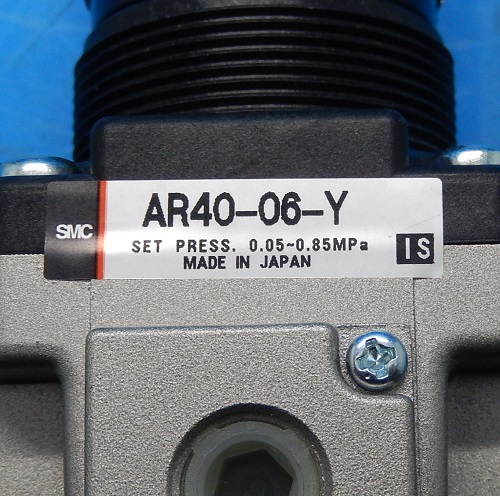 AR40-06-Y
SMC
SET PRESS. 0.05~0.85MPa
IS
MADE IN JAPAN